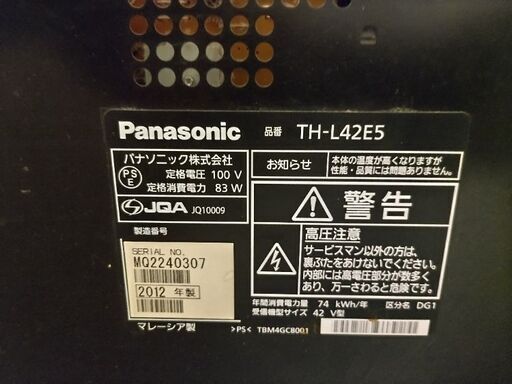 Panasonic 品番 TH-L42E5
パナソニック株式会社
PS E 定格電圧 100 V
定格消費電力 83 W
JQA JQ10009
製造番号
SERIAL NO.
MQ2240307
2012 年製
マレーシア製
お知らせ
本体の温度が高くなりますが
性能・品質には問題ありません。
警告
高圧注意
サービスマン以外の方は、
裏ぶたをあけないでください。
内部には高電圧部分が数多く
あり、万一さわると危険です。
年間消費電力量 74 kWh/年 区分名 DG1
受信機型サイズ 42 V型
>PS< TBM4GC8001